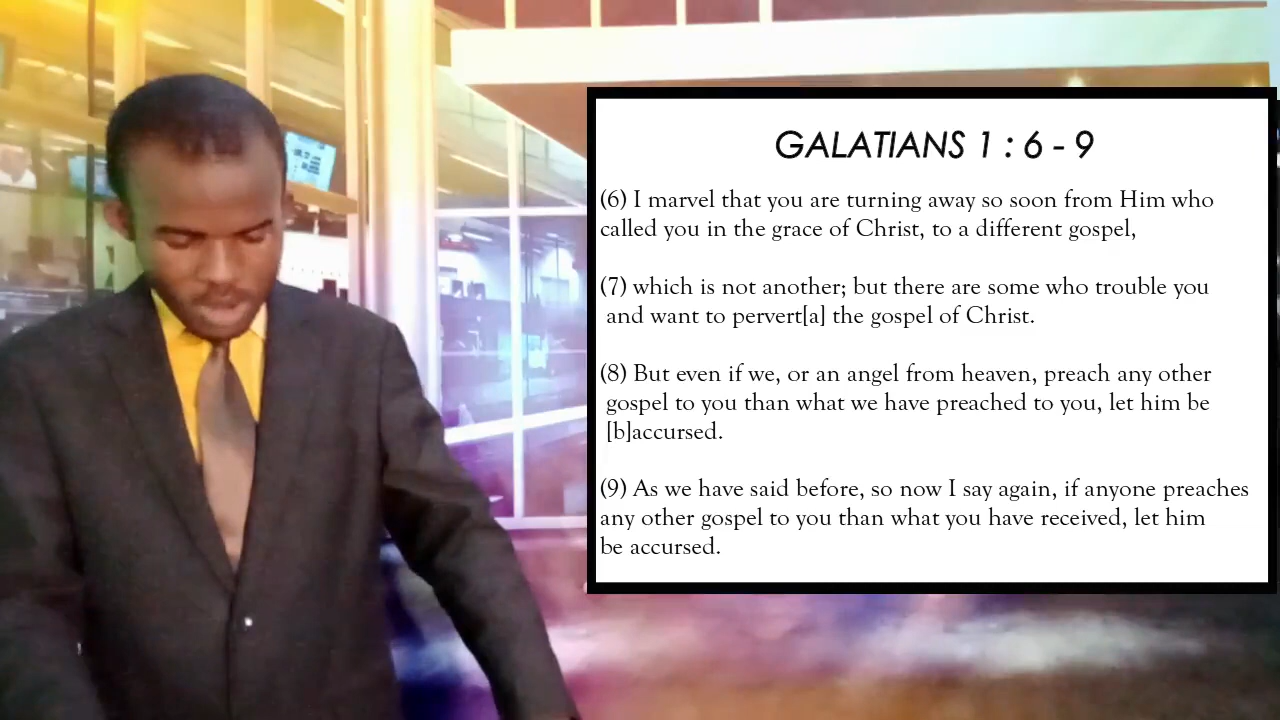 GALATIANS 1 : 6 - 9
(6) I marvel that you are turning away so soon from Him who
called you in the grace of Christ, to a different gospel,
(7) which is not another; but there are some who trouble you
and want to pervert[a] the gospel of Christ.
(8) But even if we, or an angel from heaven, preach any other
gospel to you than what we have preached to you, let him be
[b]accursed.
(9) As we have said before, so now I say again, if anyone preaches
any other gospel to you than what you have received, let him
be accursed.